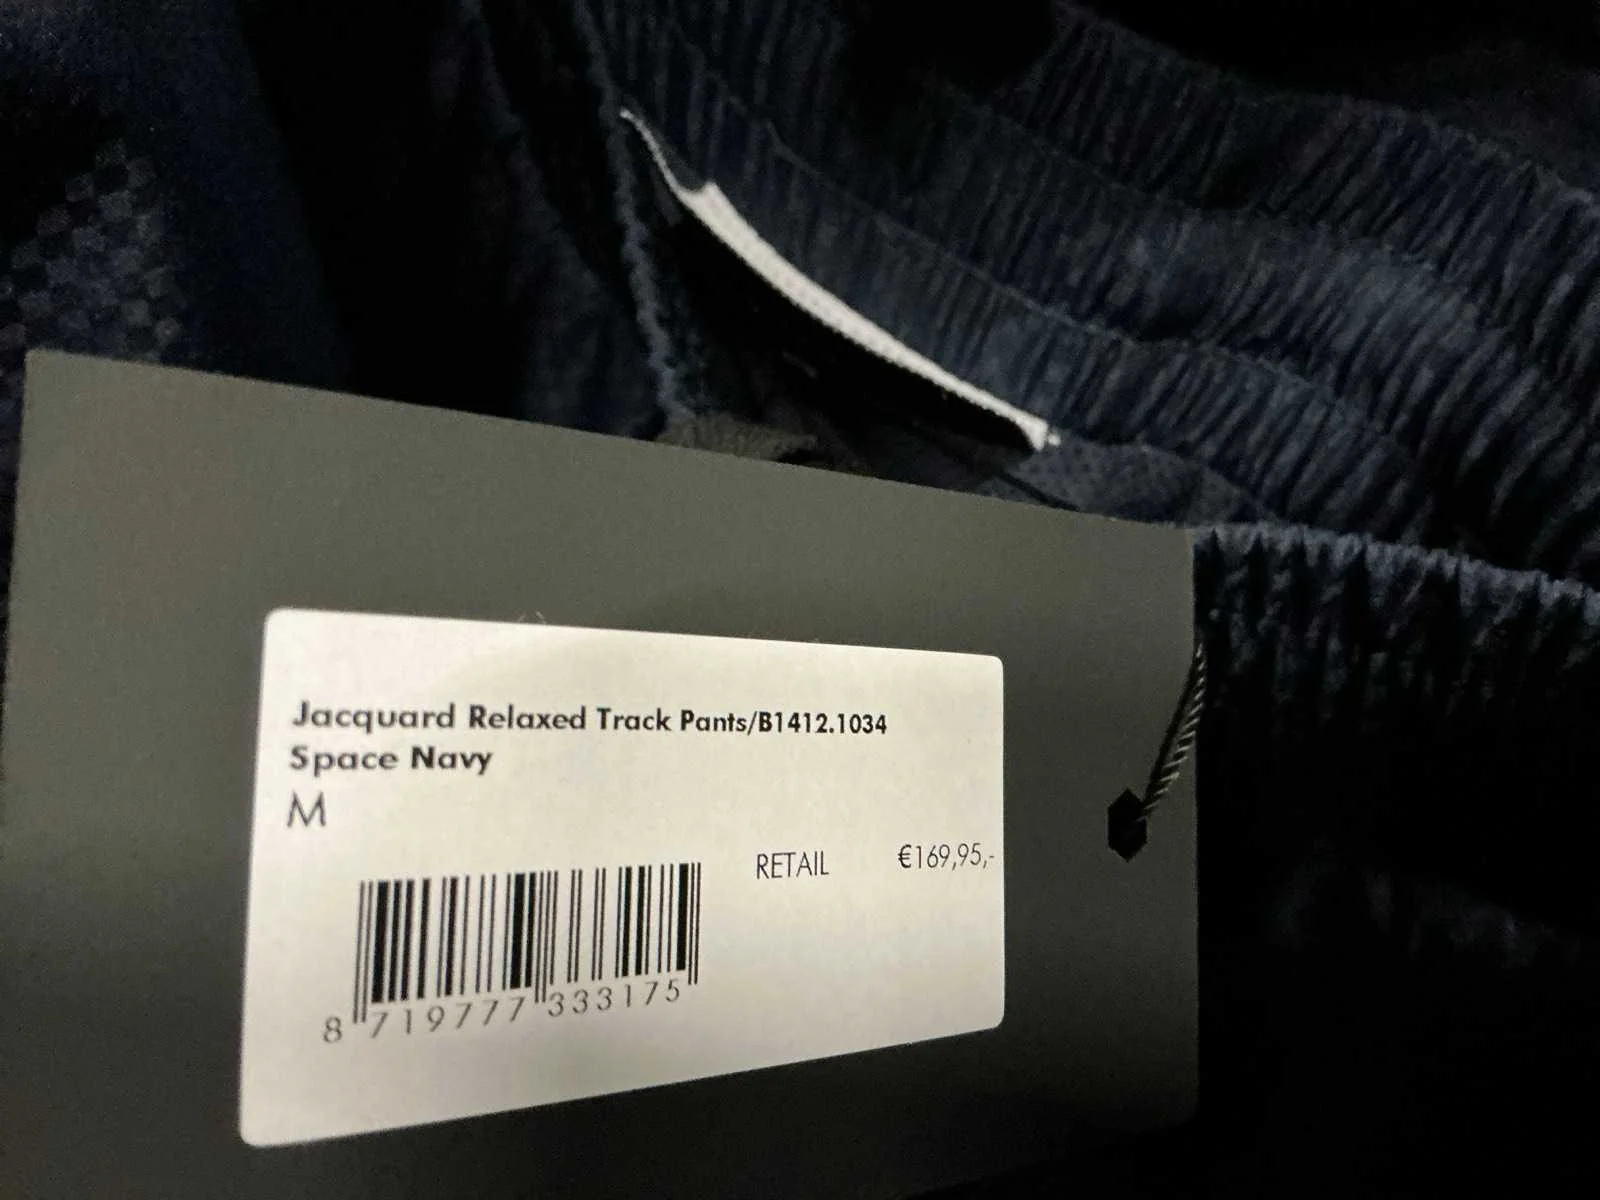 Jacquard Relaxed Track Pants/B1412.1034
Space Navy
M
RETAIL €169,95,-
8 719777 333175